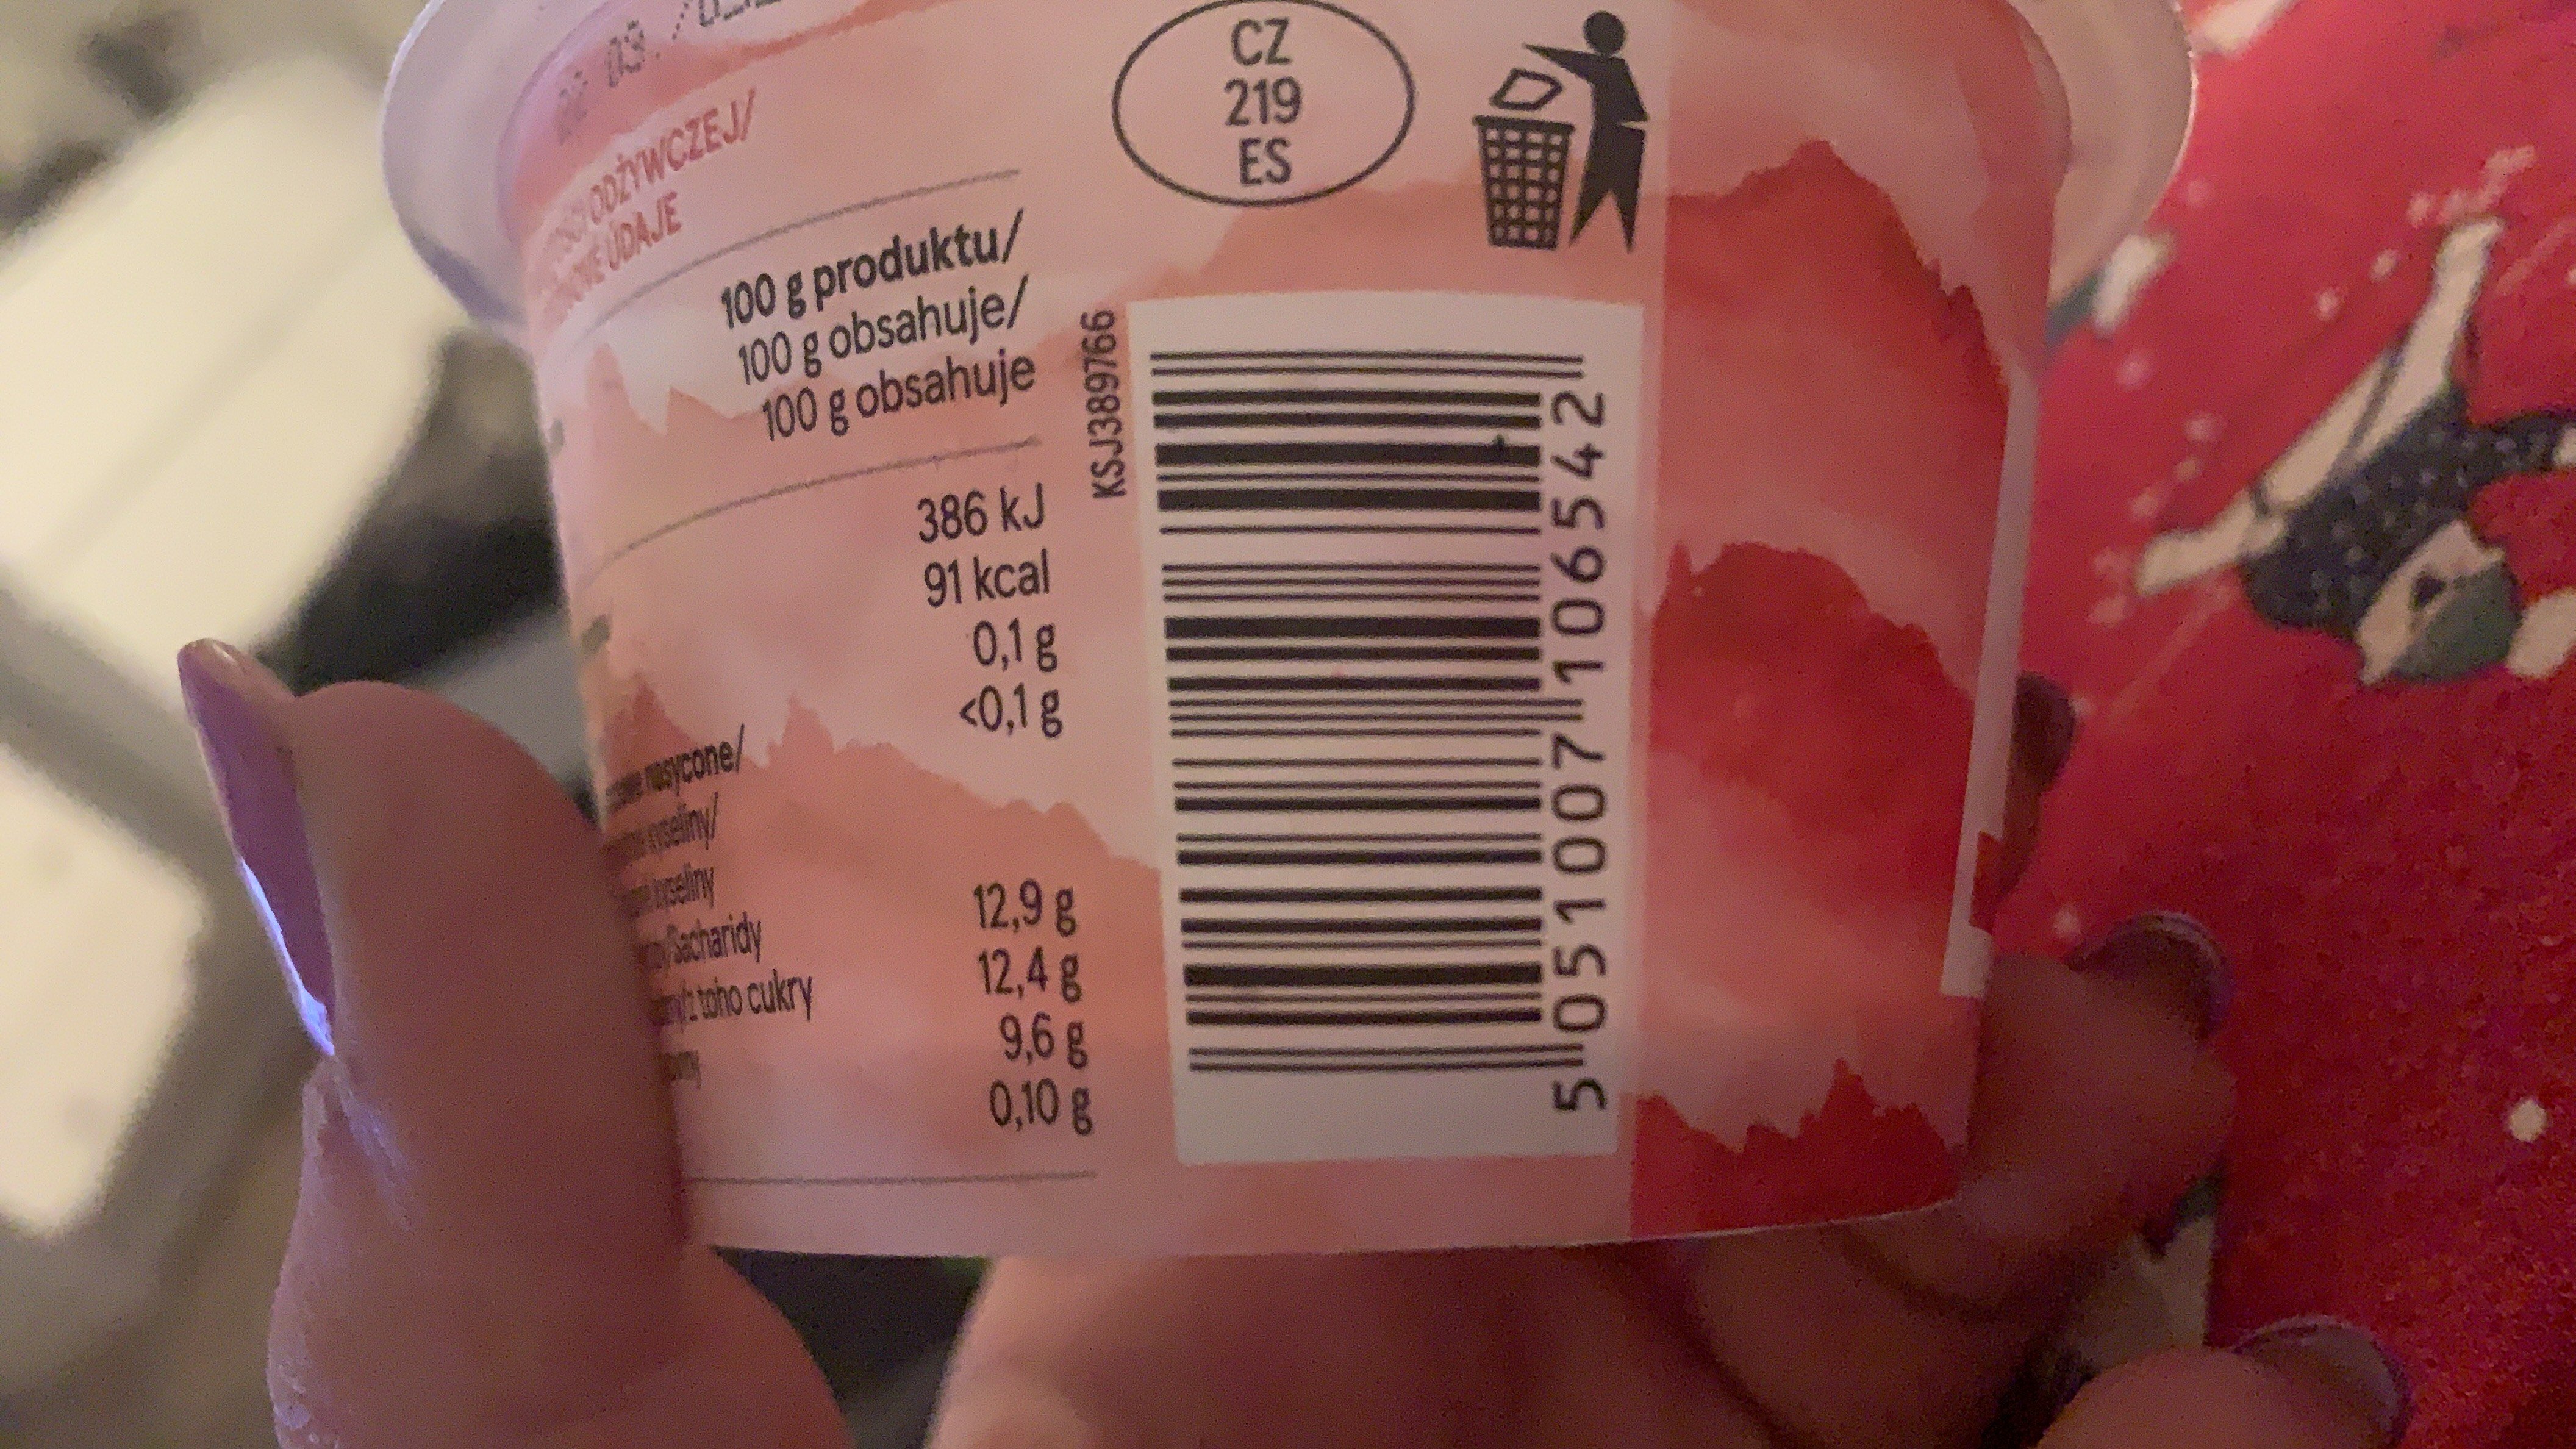 03.
ODŻYWCZEJ/
ÚDAJE
100 g produktu/
100 g obsahuje/
100 g obsahuje
386 kJ
91 kcal
0,1 g
<0,1 g
nasycone/
kyseliny/
kyseliny
/Sacharidy 12,9 g
z toho cukry 12,4 g
9,6 g
0,10 g
CZ
219
ES
KSJ389766
5 051007 106542